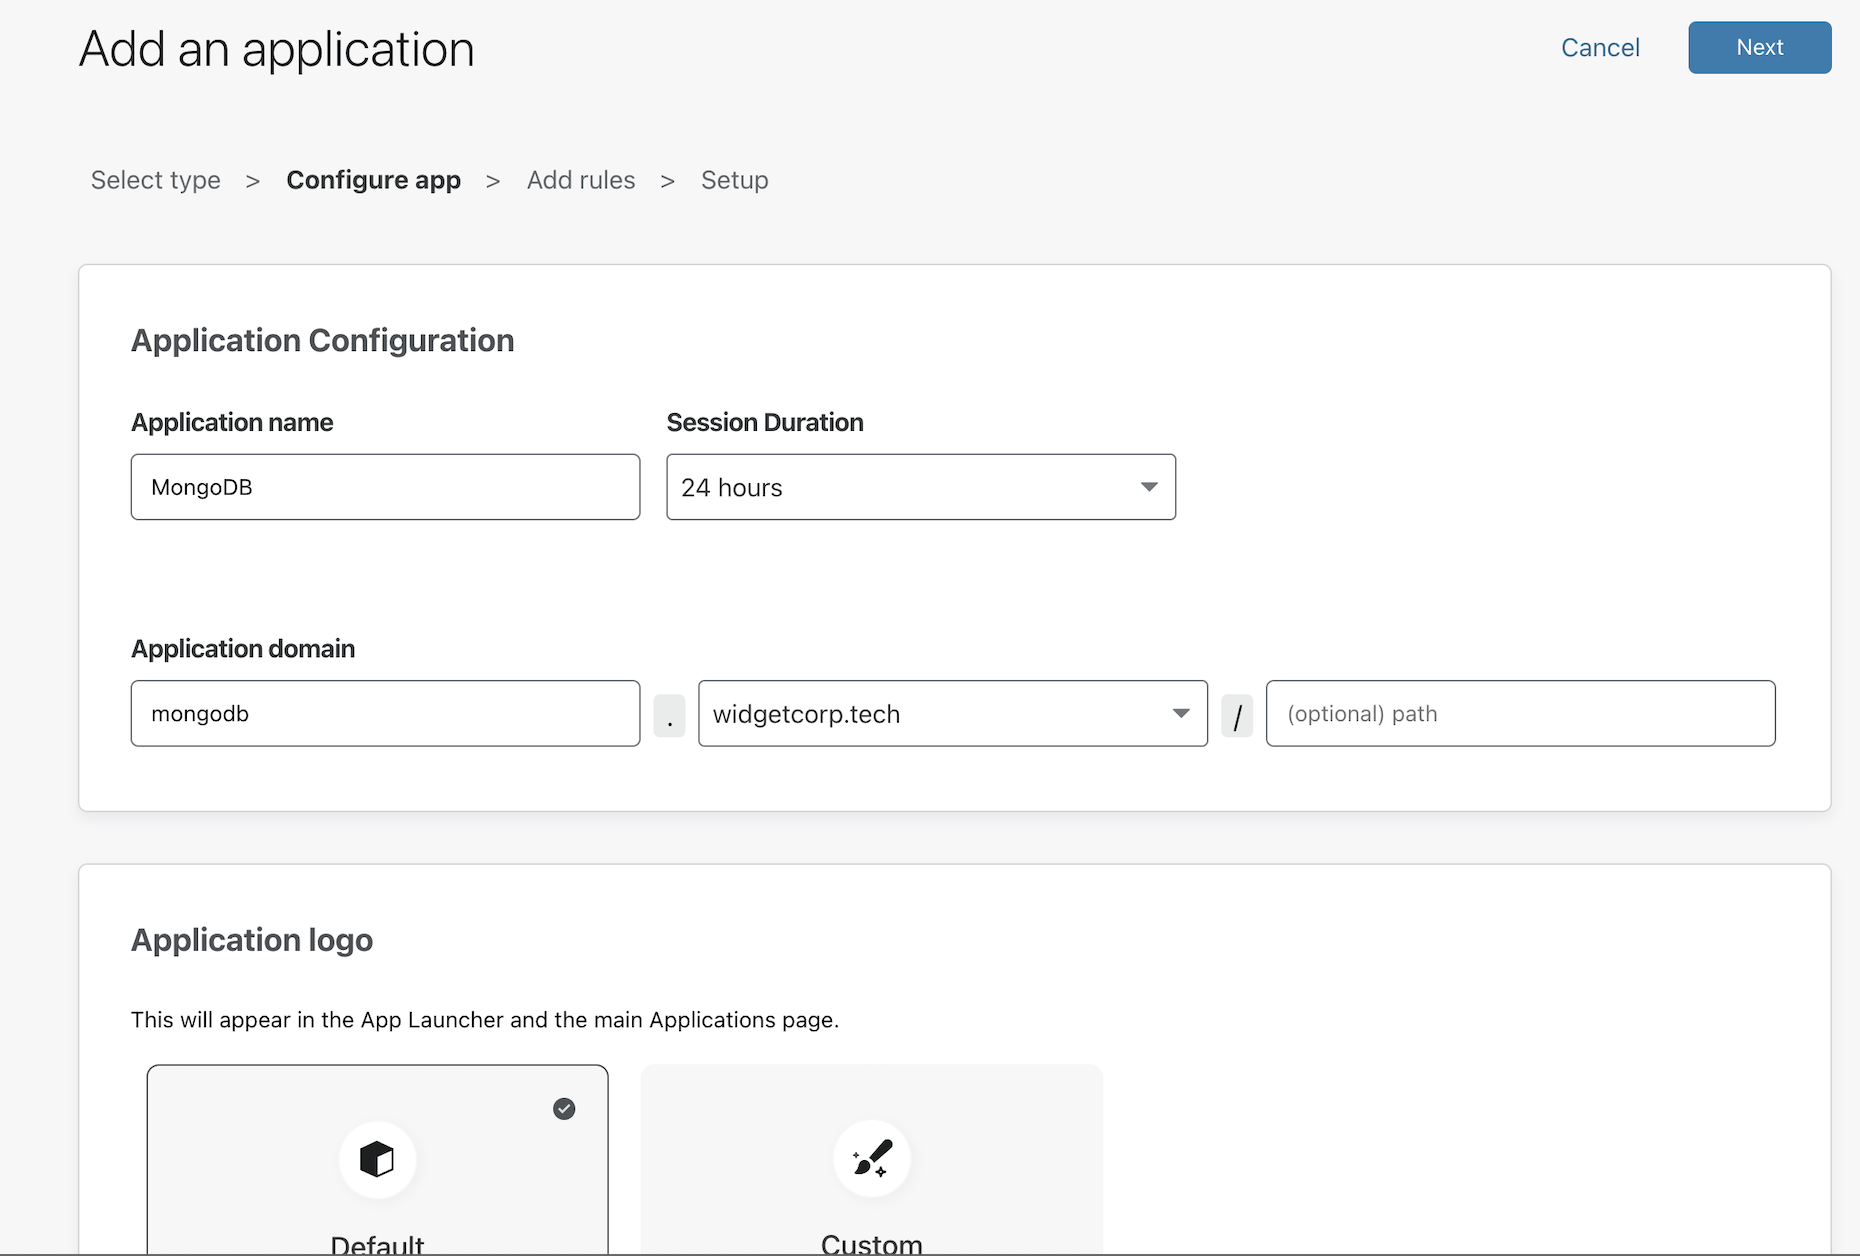 Add an application
Cancel
Next
Select type > Configure app > Add rules > Setup
Application Configuration
Application name
Session Duration
MongoDB
24 hours
Application domain
mongodb . widgetcorp.tech / (optional) path
Application logo
This will appear in the App Launcher and the main Applications page.
Default
Custom